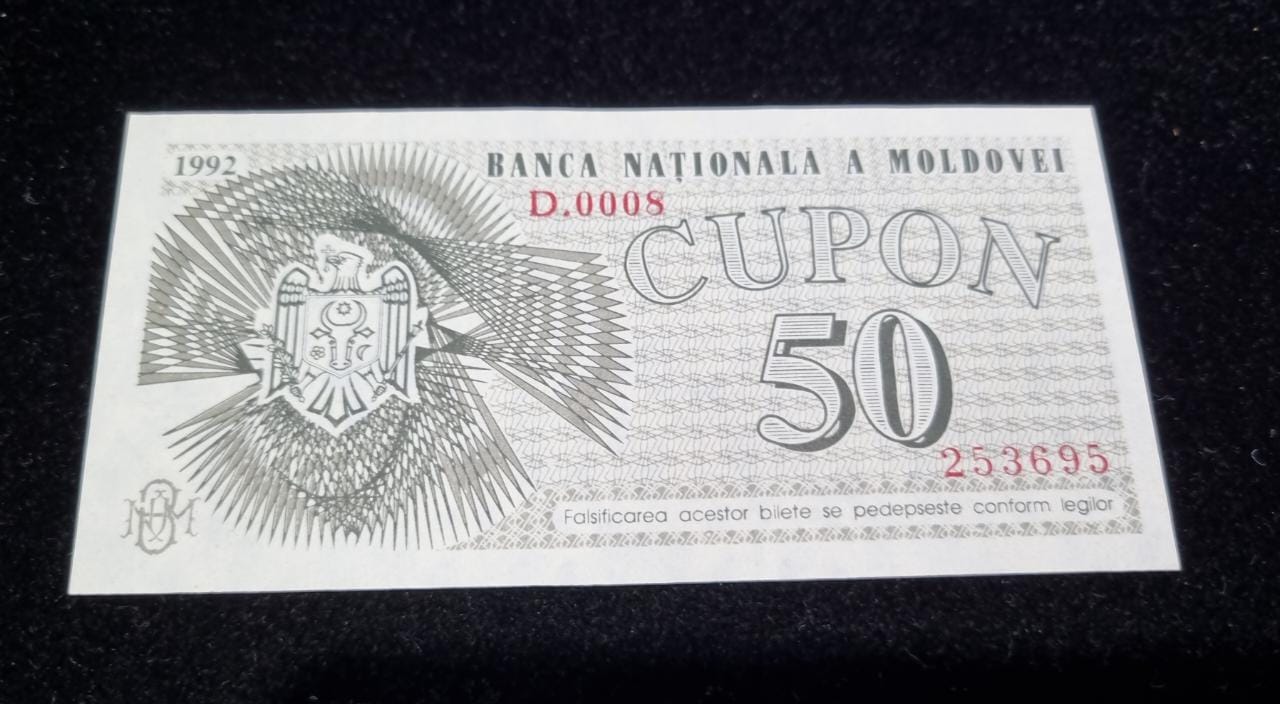 1992
BANCA NAȚIONALĂ A MOLDOVEI
D.0008
CUPON
50
253695
Falsificarea acestor bilete se pedepseste conform legilor